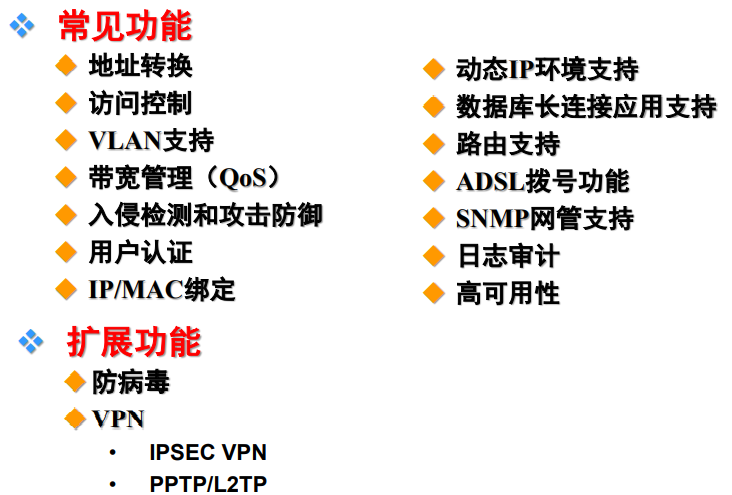 常见功能
地址转换
访问控制
VLAN支持
带宽管理（QoS）
入侵检测和攻击防御
用户认证
IP/MAC绑定
动态IP环境支持
数据库长连接应用支持
路由支持
ADSL拨号功能
SNMP网管支持
日志审计
高可用性
扩展功能
防病毒
VPN
• IPSEC VPN
• PPTP/L2TP